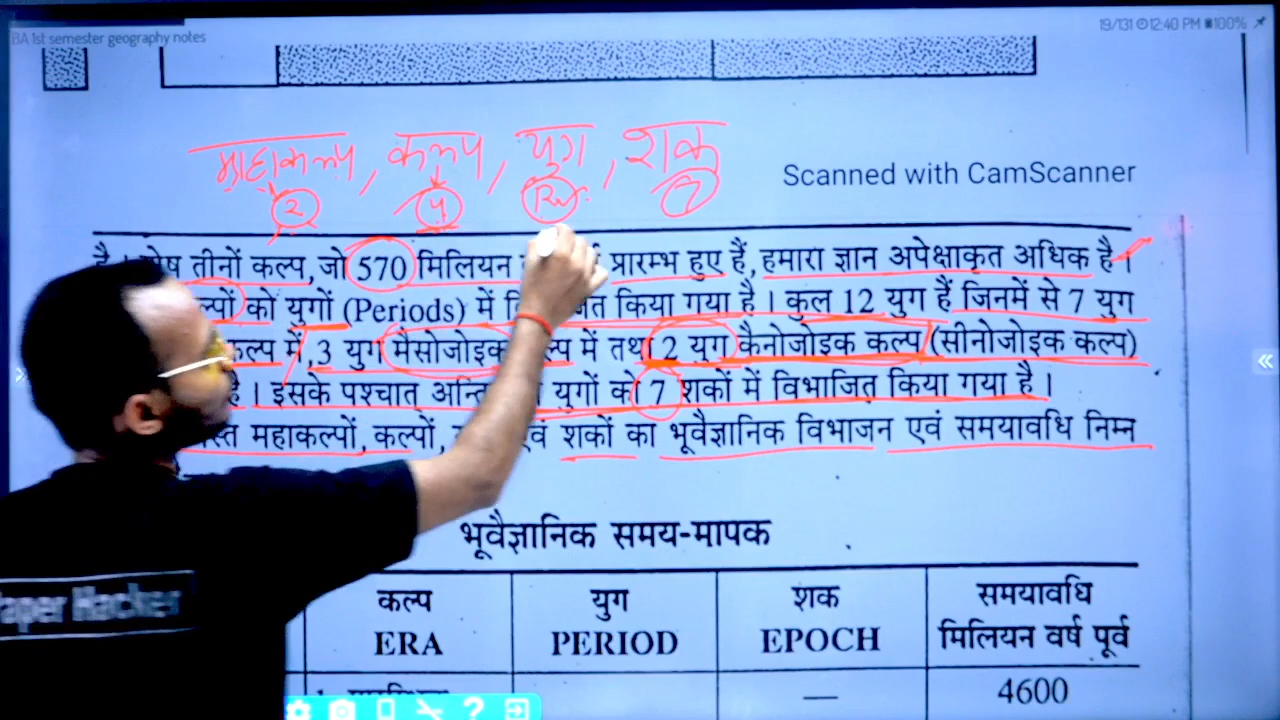 BA 1st semester geography notes
19/131 12:40 PM 100%
महाकल्प, कल्प, युग, शक
2 4 12 7
Scanned with CamScanner
है। शेष तीनों कल्प, जो 570 मिलियन प्रारम्भ हुए हैं, हमारा ज्ञान अपेक्षाकृत अधिक है।
को युगों (Periods) में किया गया है। कुल 12 युग हैं जिनमें से 7 युग
कल्प में, 3 युग मैसोजोइक कल्प में तथा 2 युग कैनोजोइक कल्प (सीनोजोइक कल्प)
है। इसके पश्चात् युगों को 7 शकों में विभाजित किया गया है।
महाकल्पों, कल्पों, एवं शकों का भूवैज्ञानिक विभाजन एवं समयावधि निम्न
भूवैज्ञानिक समय-मापक
कल्प युग शक समयावधि
ERA PERIOD EPOCH मिलियन वर्ष पूर्व
— 4600
Paper Hacker